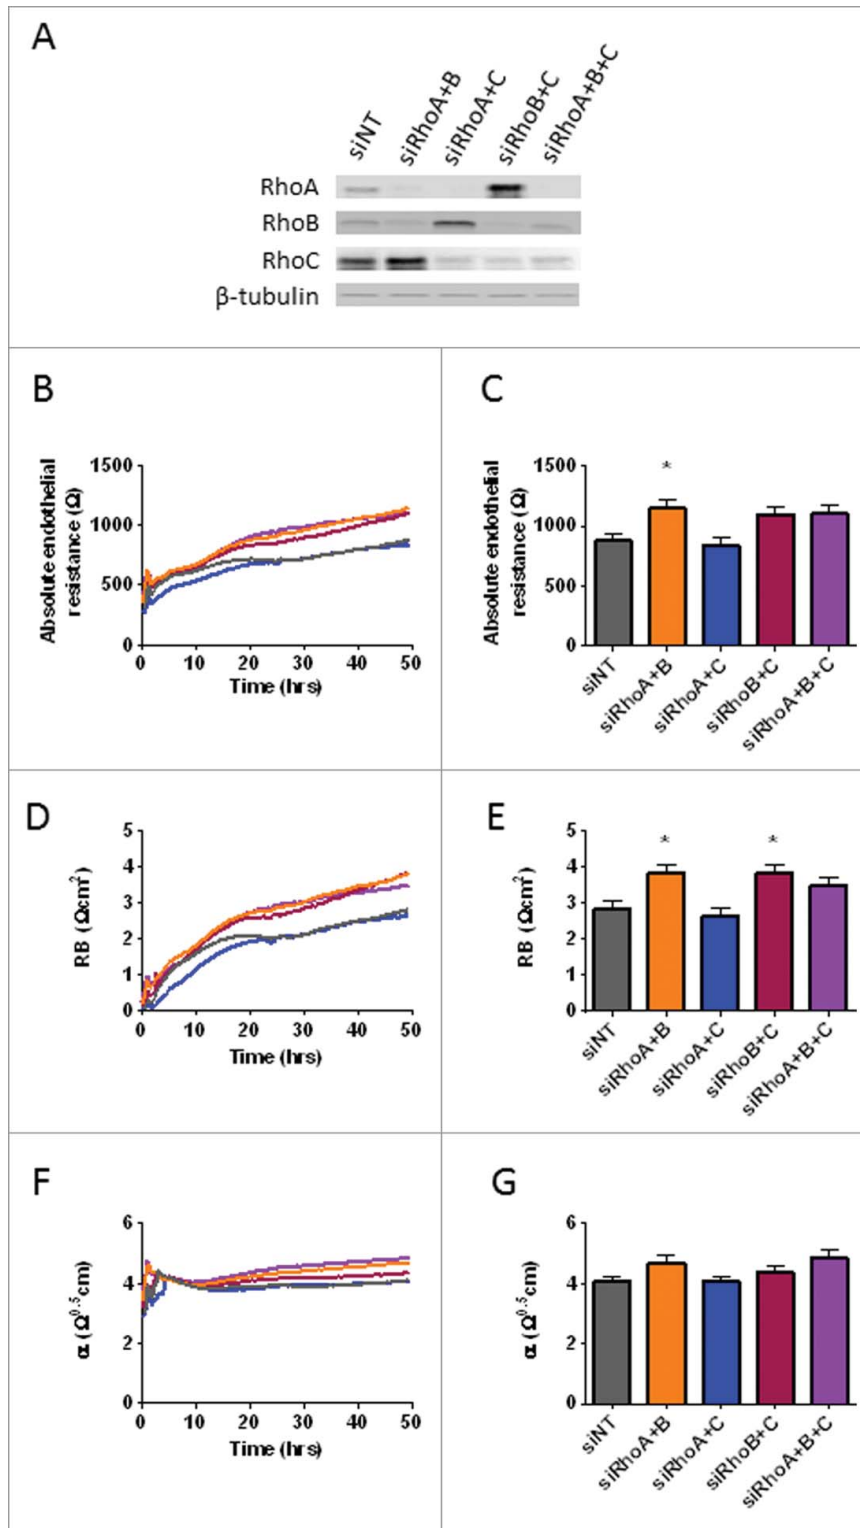 A
siNT siRhoA+B siRhoA+C siRhoB+C siRhoA+B+C
RhoA
RhoB
RhoC
β-tubulin
B
Absolute endothelial
resistance (Ω)
1500
1000
500
0
0 10 20 30 40 50
Time (hrs)
C
Absolute endothelial
resistance (Ω)
1500
1000
500
0
*
siNT siRhoA+B siRhoA+C siRhoB+C siRhoA+B+C
D
RB (Ωcm²)
5
4
3
2
1
0
0 10 20 30 40 50
Time (hrs)
E
RB (Ωcm²)
5
4
3
2
1
0
* *
siNT siRhoA+B siRhoA+C siRhoB+C siRhoA+B+C
F
α (Ω⁰·⁵cm)
6
4
2
0
0 10 20 30 40 50
Time (hrs)
G
α (Ω⁰·⁵cm)
6
4
2
0
siNT siRhoA+B siRhoA+C siRhoB+C siRhoA+B+C